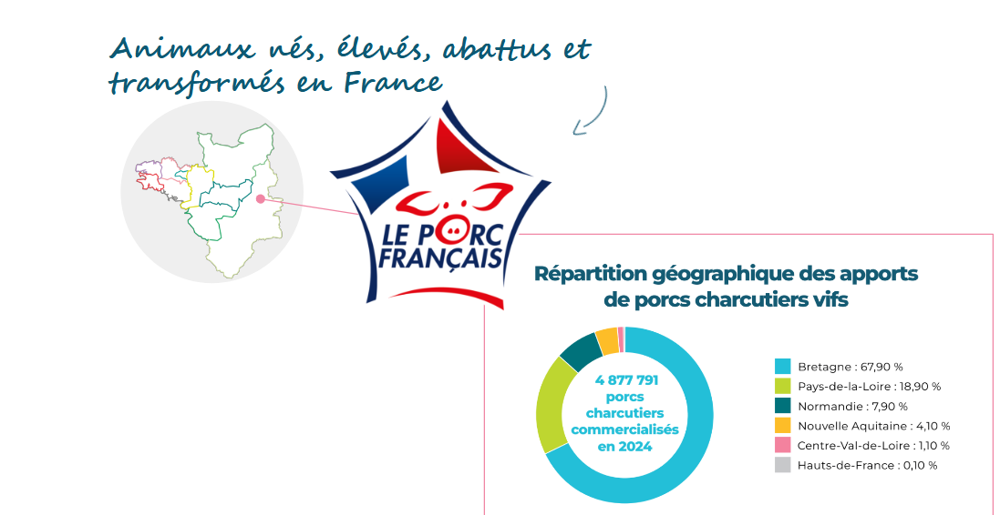 Animaux nés, élevés, abattus et
transformés en France
LE PORC
FRANÇAIS
Répartition géographique des apports
de porcs charcutiers vifs
4 877 791
porcs
charcutiers
commercialisés
en 2024
Bretagne : 67,90 %
Pays-de-la-Loire : 18,90 %
Normandie : 7,90 %
Nouvelle Aquitaine : 4,10 %
Centre-Val-de-Loire : 1,10 %
Hauts-de-France : 0,10 %